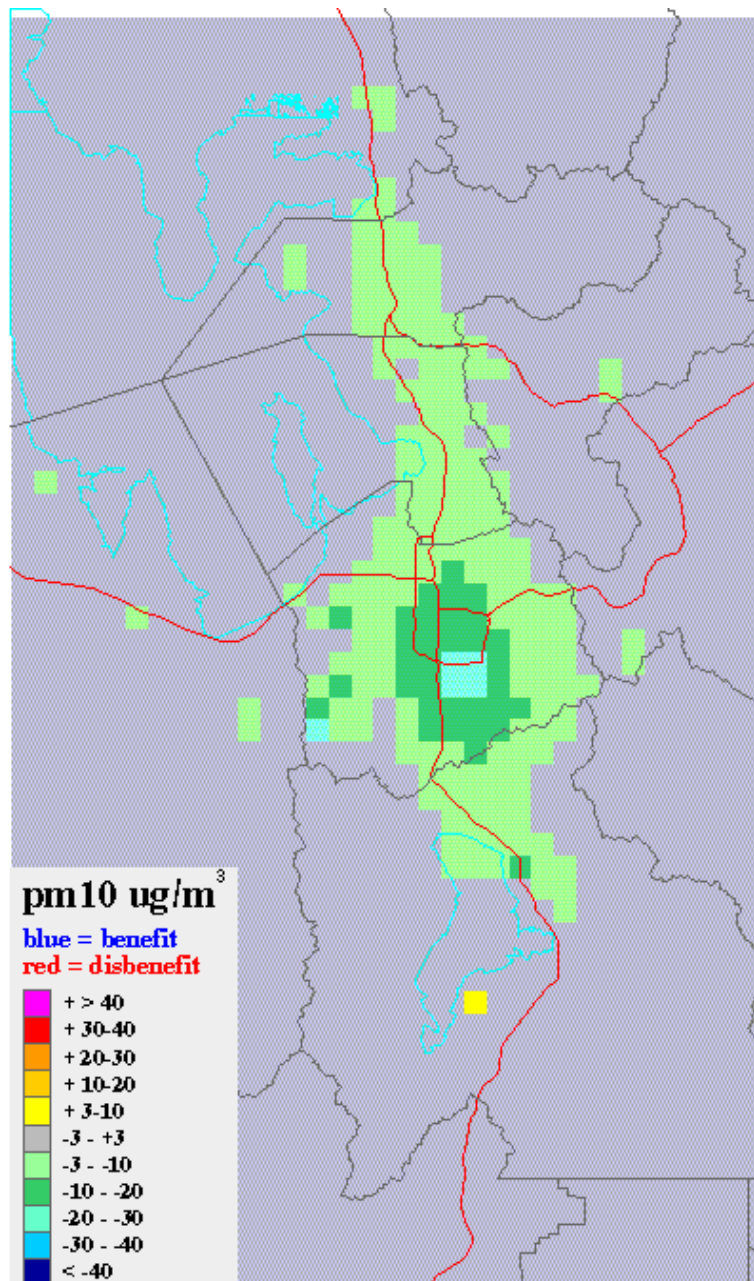 pm10 ug/m³
blue = benefit
red = disbenefit
+ > 40
+ 30-40
+ 20-30
+ 10-20
+ 3-10
-3 - +3
-3 - -10
-10 - -20
-20 - -30
-30 - -40
< -40